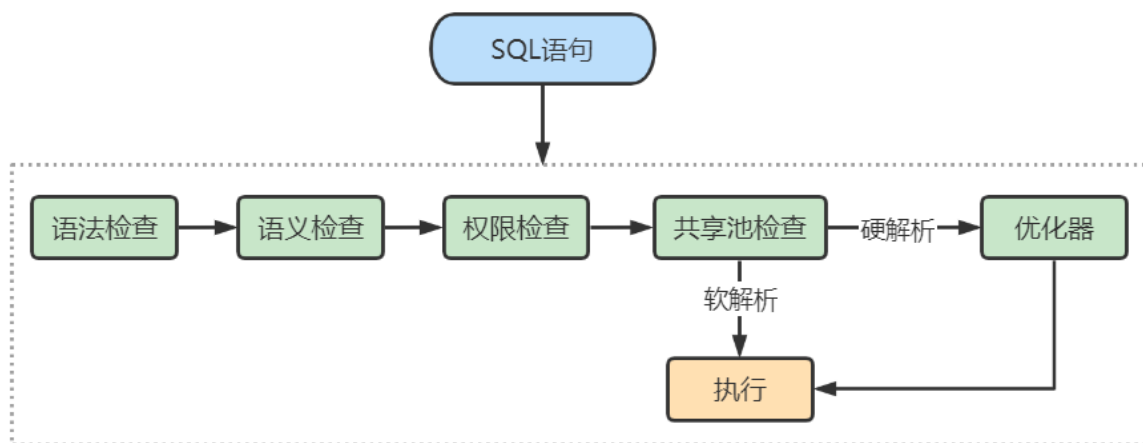 SQL语句
语法检查
语义检查
权限检查
共享池检查
硬解析
优化器
软解析
执行